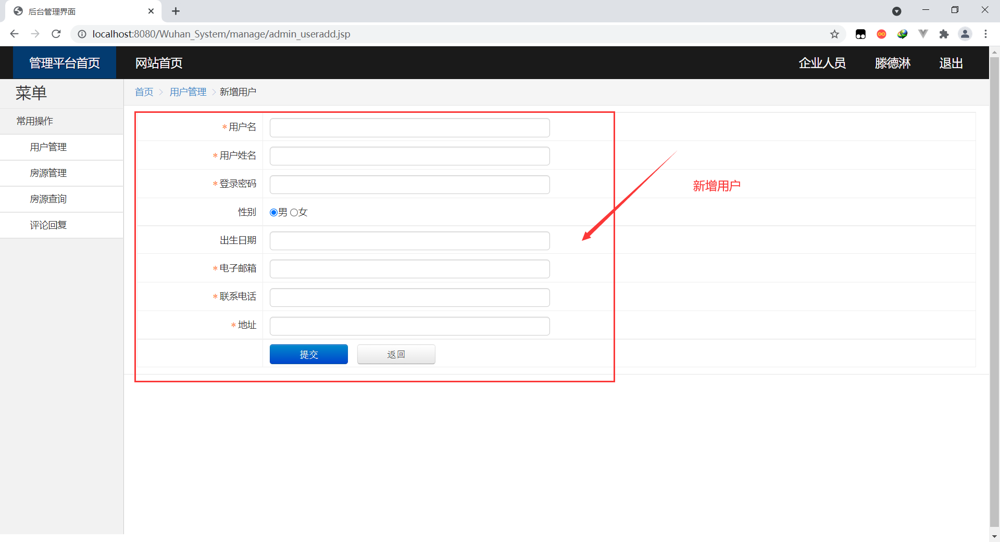 后台管理界面
localhost:8080/Wuhan_System/manage/admin_useradd.jsp
管理平台首页 网站首页 企业人员 滕德淋 退出
菜单
首页 > 用户管理 > 新增用户
常用操作
用户管理
房源管理
房源查询
评论回复
*用户名
*用户姓名
*登录密码
性别 男 女
出生日期
*电子邮箱
*联系电话
*地址
提交 返回
新增用户